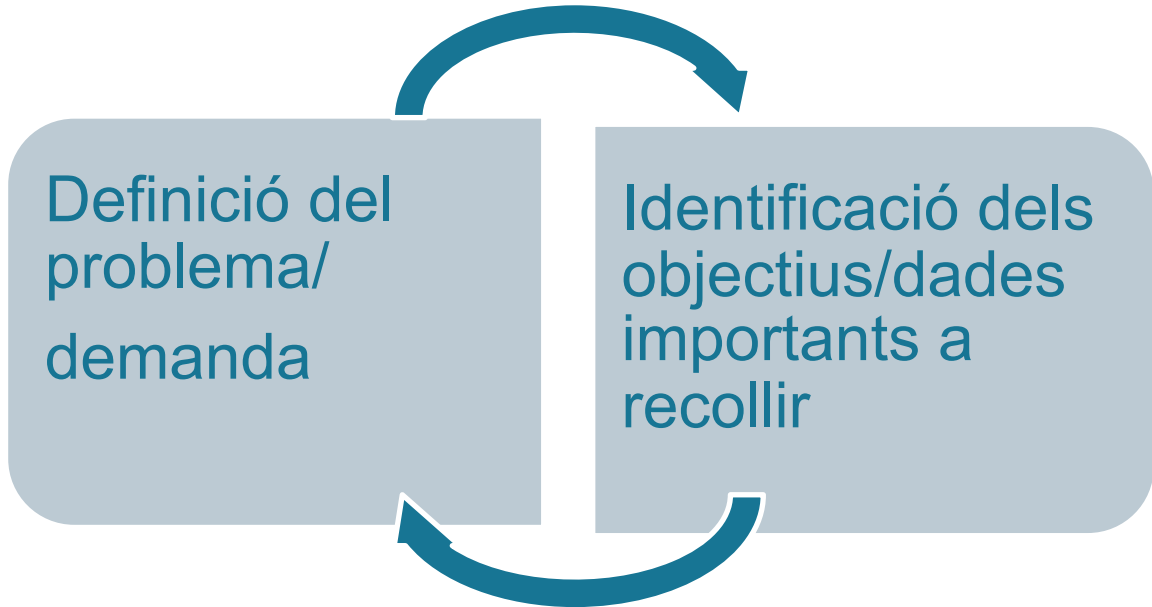 Definició del
problema/
demanda
Identificació dels
objectius/dades
importants a
recollir